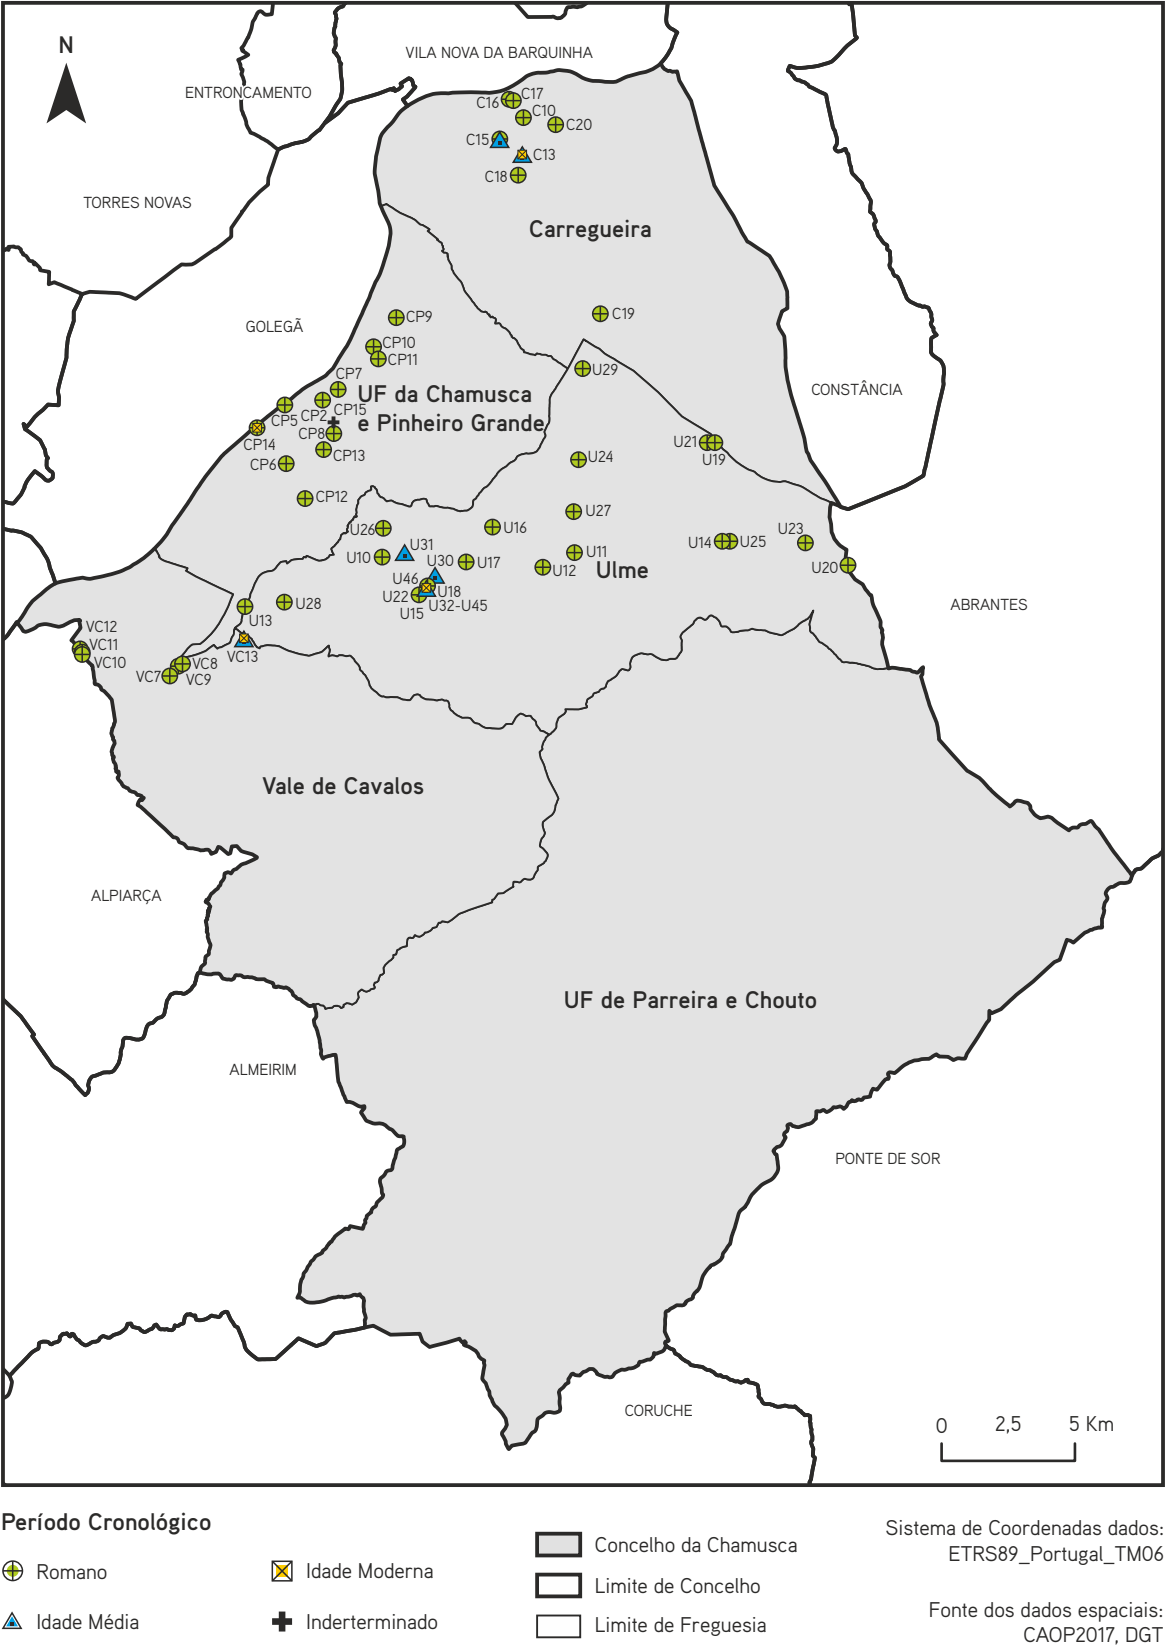 N
VILA NOVA DA BARQUINHA
ENTRONCAMENTO
C17
C16
C10
C20
C15
C13
C18
TORRES NOVAS
Carregueira
CP9
C19
GOLEGÃ
CP10
CP11
U29
CP7
UF da Chamusca
e Pinheiro Grande
CONSTÂNCIA
CP2
CP15
CP5
CP8
CP14
CP13
CP6
U21
U19
U24
CP12
U27
U26
U16
U31
U10
U30
U17
U11
U12
Ulme
U14
U25
U23
U20
U46
U18
U22
U32-U45
U15
U28
U13
ABRANTES
VC12
VC11
VC10
VC13
VC8
VC7
VC9
Vale de Cavalos
ALPIARÇA
UF de Parreira e Chouto
ALMEIRIM
PONTE DE SOR
CORUCHE
0 2,5 5 Km
Período Cronológico
Romano
Idade Média
Idade Moderna
Inderterminado
Concelho da Chamusca
Limite de Concelho
Limite de Freguesia
Sistema de Coordenadas dados:
ETRS89_Portugal_TM06
Fonte dos dados espaciais:
CAOP2017, DGT